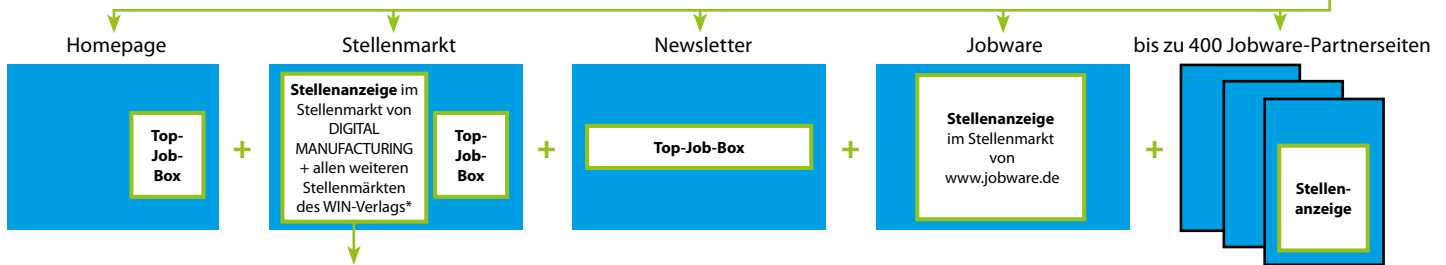 Homepage
Stellenmarkt
Newsletter
Jobware
bis zu 400 Jobware-Partnerseiten
Top-
Job-
Box
+
Stellenanzeige im
Stellenmarkt von
DIGITAL
MANUFACTURING
+ allen weiteren
Stellenmärkten
des WIN-Verlags*
Top-
Job-
Box
+
Top-Job-Box
+
Stellenanzeige
im Stellenmarkt
von
www.jobware.de
+
Stellen-
anzeige